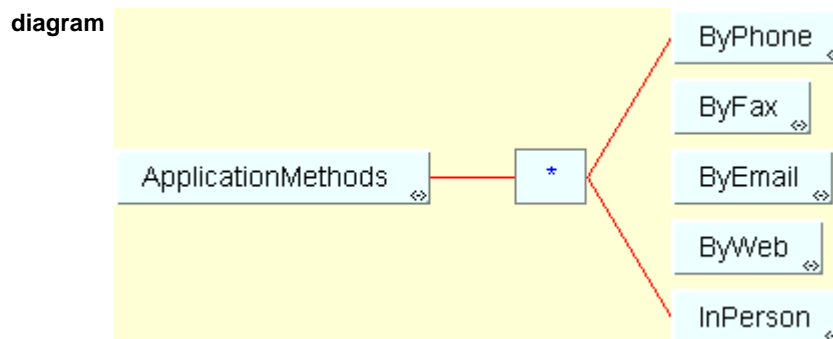 diagram
ByPhone
ByFax
ApplicationMethods
*
ByEmail
ByWeb
InPerson